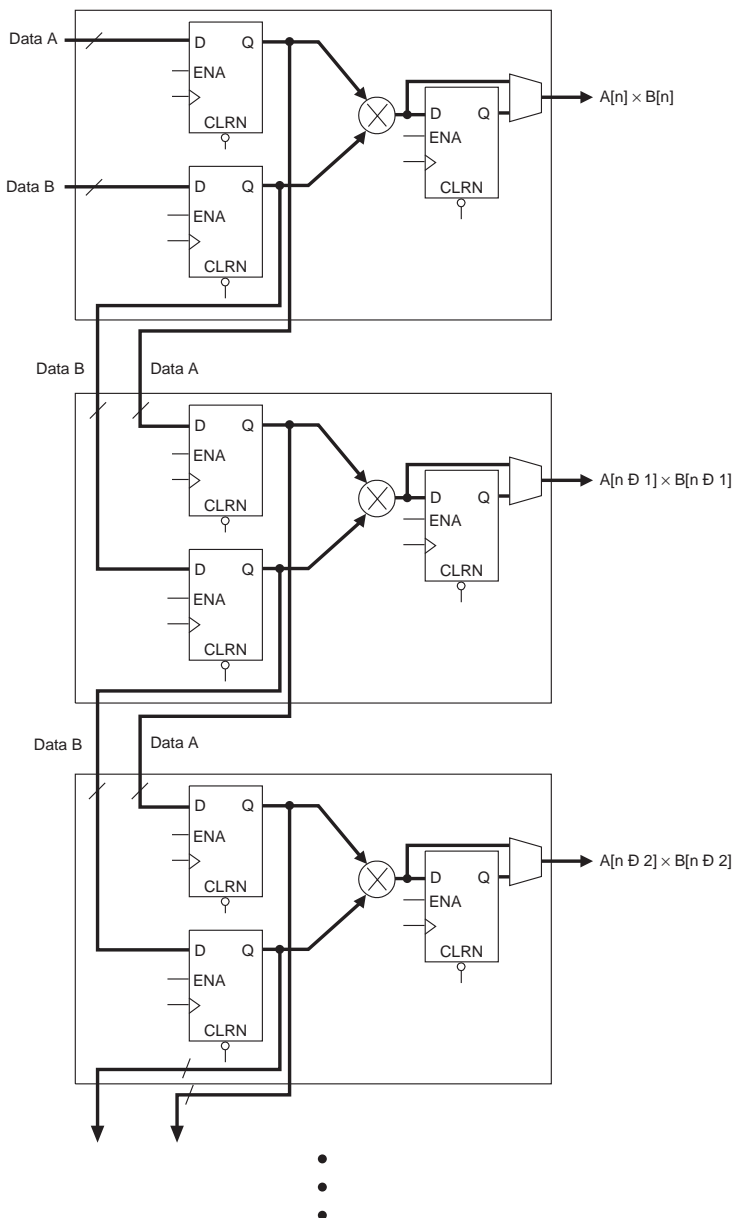 Data A
D Q
ENA
CLRN
D Q
ENA
CLRN
A[n] × B[n]
Data B
D Q
ENA
CLRN
Data B
Data A
D Q
ENA
CLRN
D Q
ENA
CLRN
A[n Ð 1] × B[n Ð 1]
D Q
ENA
CLRN
Data B
Data A
D Q
ENA
CLRN
D Q
ENA
CLRN
A[n Ð 2] × B[n Ð 2]
D Q
ENA
CLRN